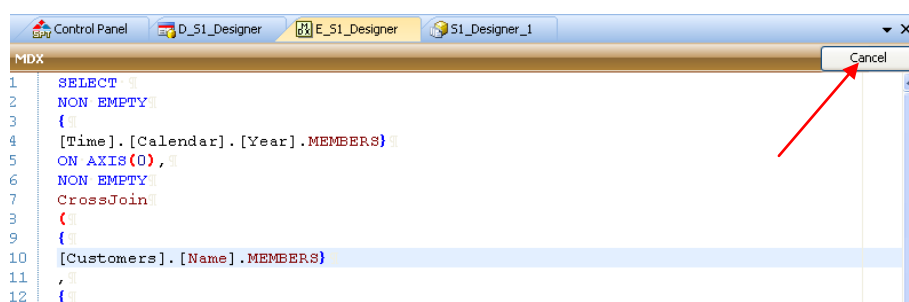 Control Panel D_S1_Designer E_S1_Designer S1_Designer_1
MDX Cancel
1 SELECT
2 NON EMPTY
3 {
4 [Time].[Calendar].[Year].MEMBERS}
5 ON AXIS(0),
6 NON EMPTY
7 CrossJoin
8 (
9 {
10 [Customers].[Name].MEMBERS}
11 ,
12 {